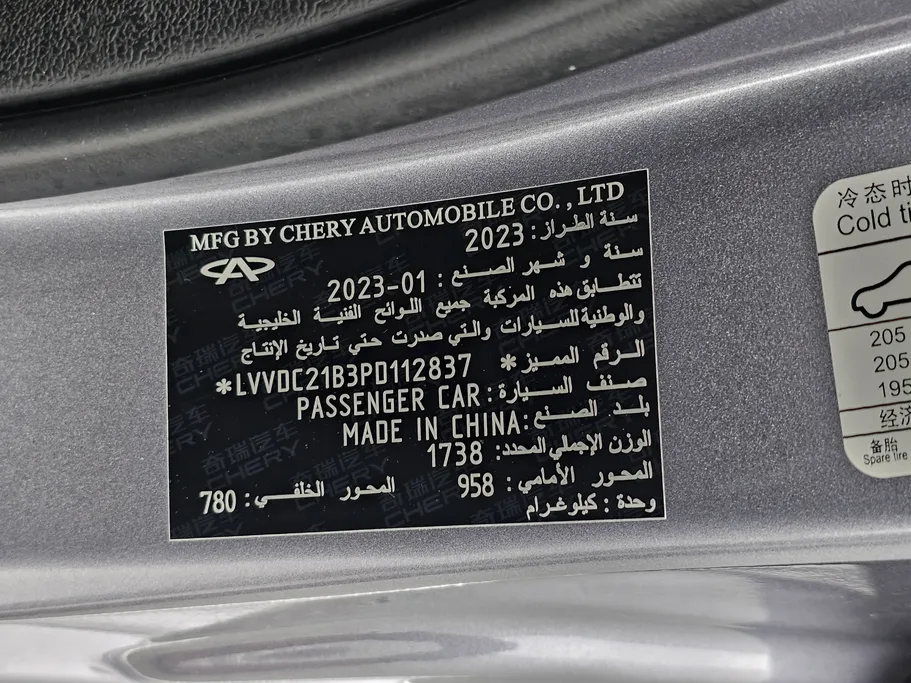 MFG BY CHERY AUTOMOBILE CO. , LTD
سنة الطراز: 2023
سنة و شهر الصنع : 2023-01
تتطابق هذه المركبة جميع اللوائح الفنية الخليجية
والوطنية للسيارات والتي صدرت حتي تاريخ الإنتاج
الرقم المميز: *LVVDC21B3PD112837*
صنف السيارة: PASSENGER CAR
بلد الصنع: MADE IN CHINA
الوزن الإجمالي المحدد: 1738
المحور الأمامي: 958 المحور الخلفي: 780
وحدة: كيلوغرام
冷态时
Cold ti
205
205
195
经济
备胎
Spare tire